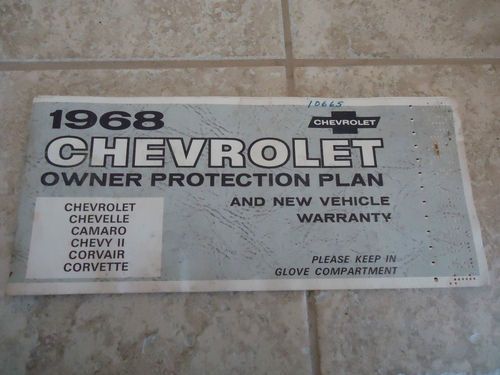 10665
1968
CHEVROLET
CHEVROLET
OWNER PROTECTION PLAN
AND NEW VEHICLE
WARRANTY
CHEVROLET
CHEVELLE
CAMARO
CHEVY II
CORVAIR
CORVETTE
PLEASE KEEP IN
GLOVE COMPARTMENT